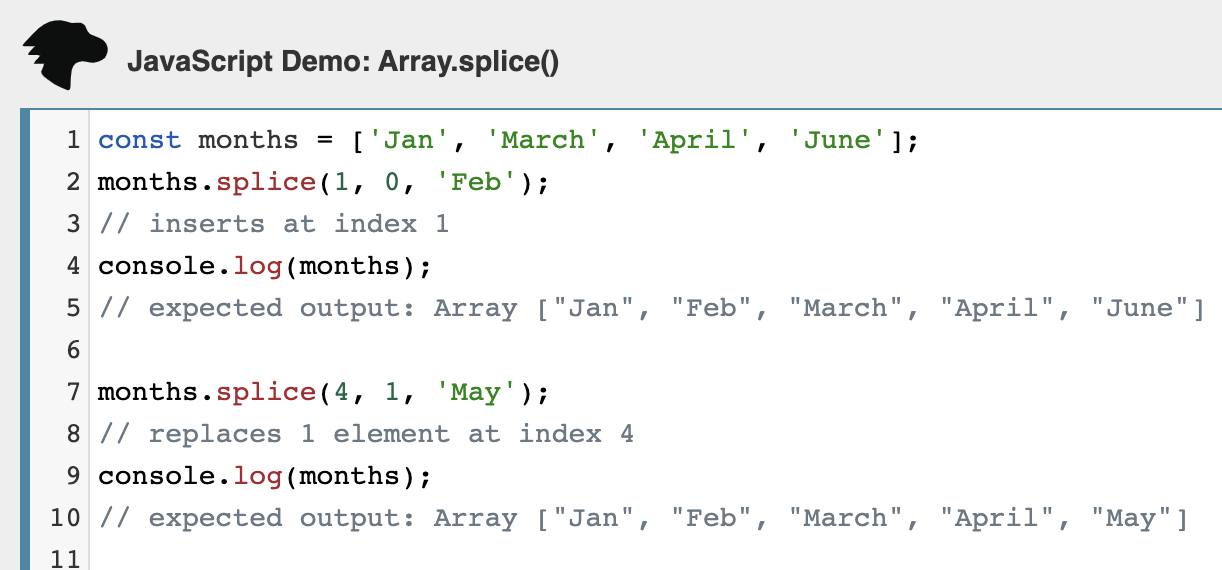 JavaScript Demo: Array.splice()
1 const months = ['Jan', 'March', 'April', 'June'];
2 months.splice(1, 0, 'Feb');
3 // inserts at index 1
4 console.log(months);
5 // expected output: Array ["Jan", "Feb", "March", "April", "June"]
6
7 months.splice(4, 1, 'May');
8 // replaces 1 element at index 4
9 console.log(months);
10 // expected output: Array ["Jan", "Feb", "March", "April", "May"]
11